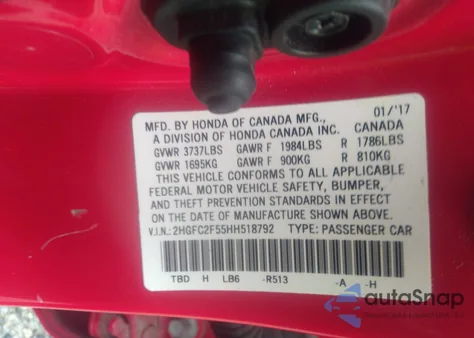 MFD. BY HONDA OF CANADA MFG., 01/'17
A DIVISION OF HONDA CANADA INC. CANADA
GVWR 3737LBS GAWR F 1984LBS R 1786LBS
GVWR 1695KG GAWR F 900KG R 810KG
THIS VEHICLE CONFORMS TO ALL APPLICABLE
FEDERAL MOTOR VEHICLE SAFETY, BUMPER,
AND THEFT PREVENTION STANDARDS IN EFFECT
ON THE DATE OF MANUFACTURE SHOWN ABOVE.
V.I.N.: 2HGFC2F55HH518792 TYPE: PASSENGER CAR
TBD H LB6 -R513 -A -H
autoSnap